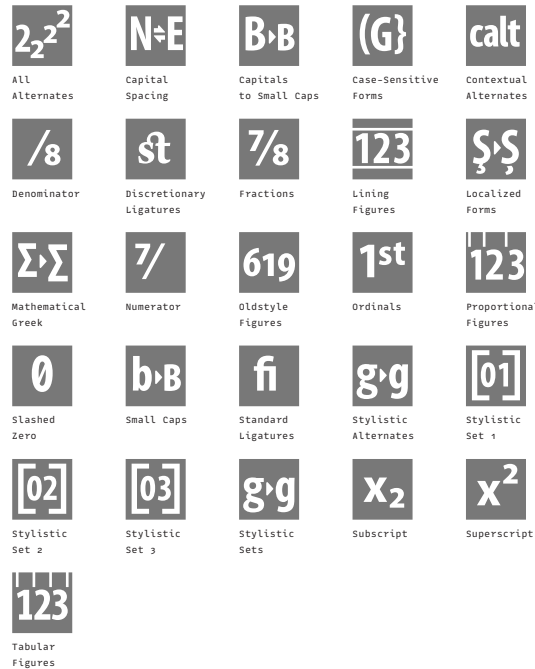 2₂2² N⇌E B▸ʙ (G} calt
All Capital Capitals Case-Sensitive Contextual
Alternates Spacing to Small Caps Forms Alternates
/₈ st ⁷/₈ 123 Ş▸Ș
Denominator Discretionary Fractions Lining Localized
Ligatures Figures Forms
Σ▸Σ ⁷/ 619 1st 123
Mathematical Numerator Oldstyle Ordinals Proportional
Greek Figures Figures
0 b▸ʙ fi g▸g [01]
Slashed Small Caps Standard Stylistic Stylistic
Zero Ligatures Alternates Set 1
[02] [03] g▸g x₂ x²
Stylistic Stylistic Stylistic Subscript Superscript
Set 2 Set 3 Sets
123
Tabular
Figures